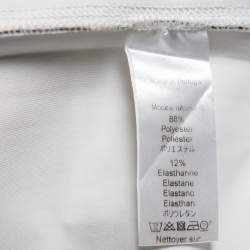 88%
Polyester
Poliéster
ポリエステル
12%
Elasthanne
Elastane
Elastano
Elasthan
ポリウレタン
Nettoyer sur